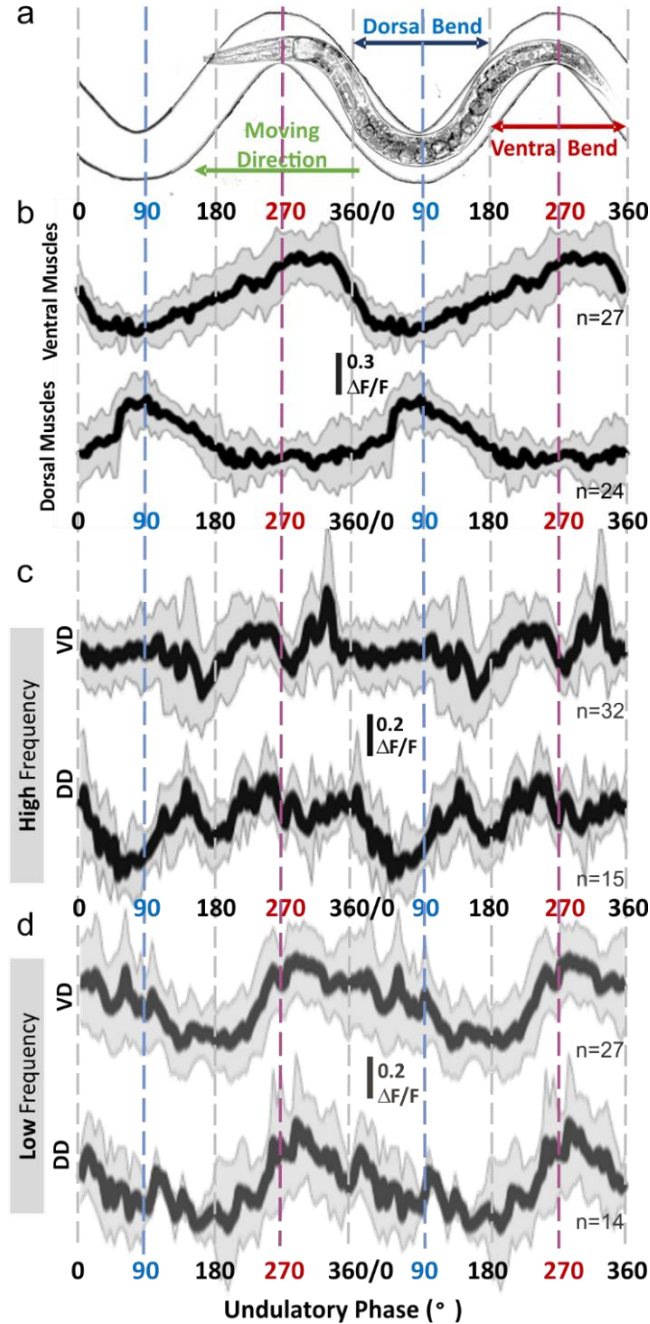 a
Dorsal Bend
Moving
Direction
Ventral Bend
0 90 180 270 360/0 90 180 270 360
b
Ventral Muscles
n=27
0.3
ΔF/F
Dorsal Muscles
n=24
0 90 180 270 360/0 90 180 270 360
c
High Frequency
VD
n=32
0.2
ΔF/F
DD
n=15
0 90 180 270 360/0 90 180 270 360
d
Low Frequency
VD
n=27
0.2
ΔF/F
DD
n=14
0 90 180 270 360/0 90 180 270 360
Undulatory Phase (°)